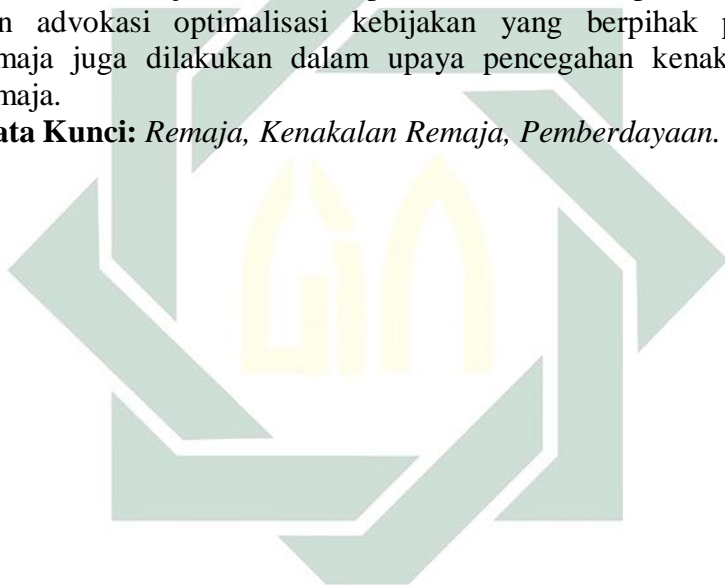 n advokasi optimalisasi kebijakan yang berpihak p
maja juga dilakukan dalam upaya pencegahan kenak
maja.
ata Kunci: Remaja, Kenakalan Remaja, Pemberdayaan.